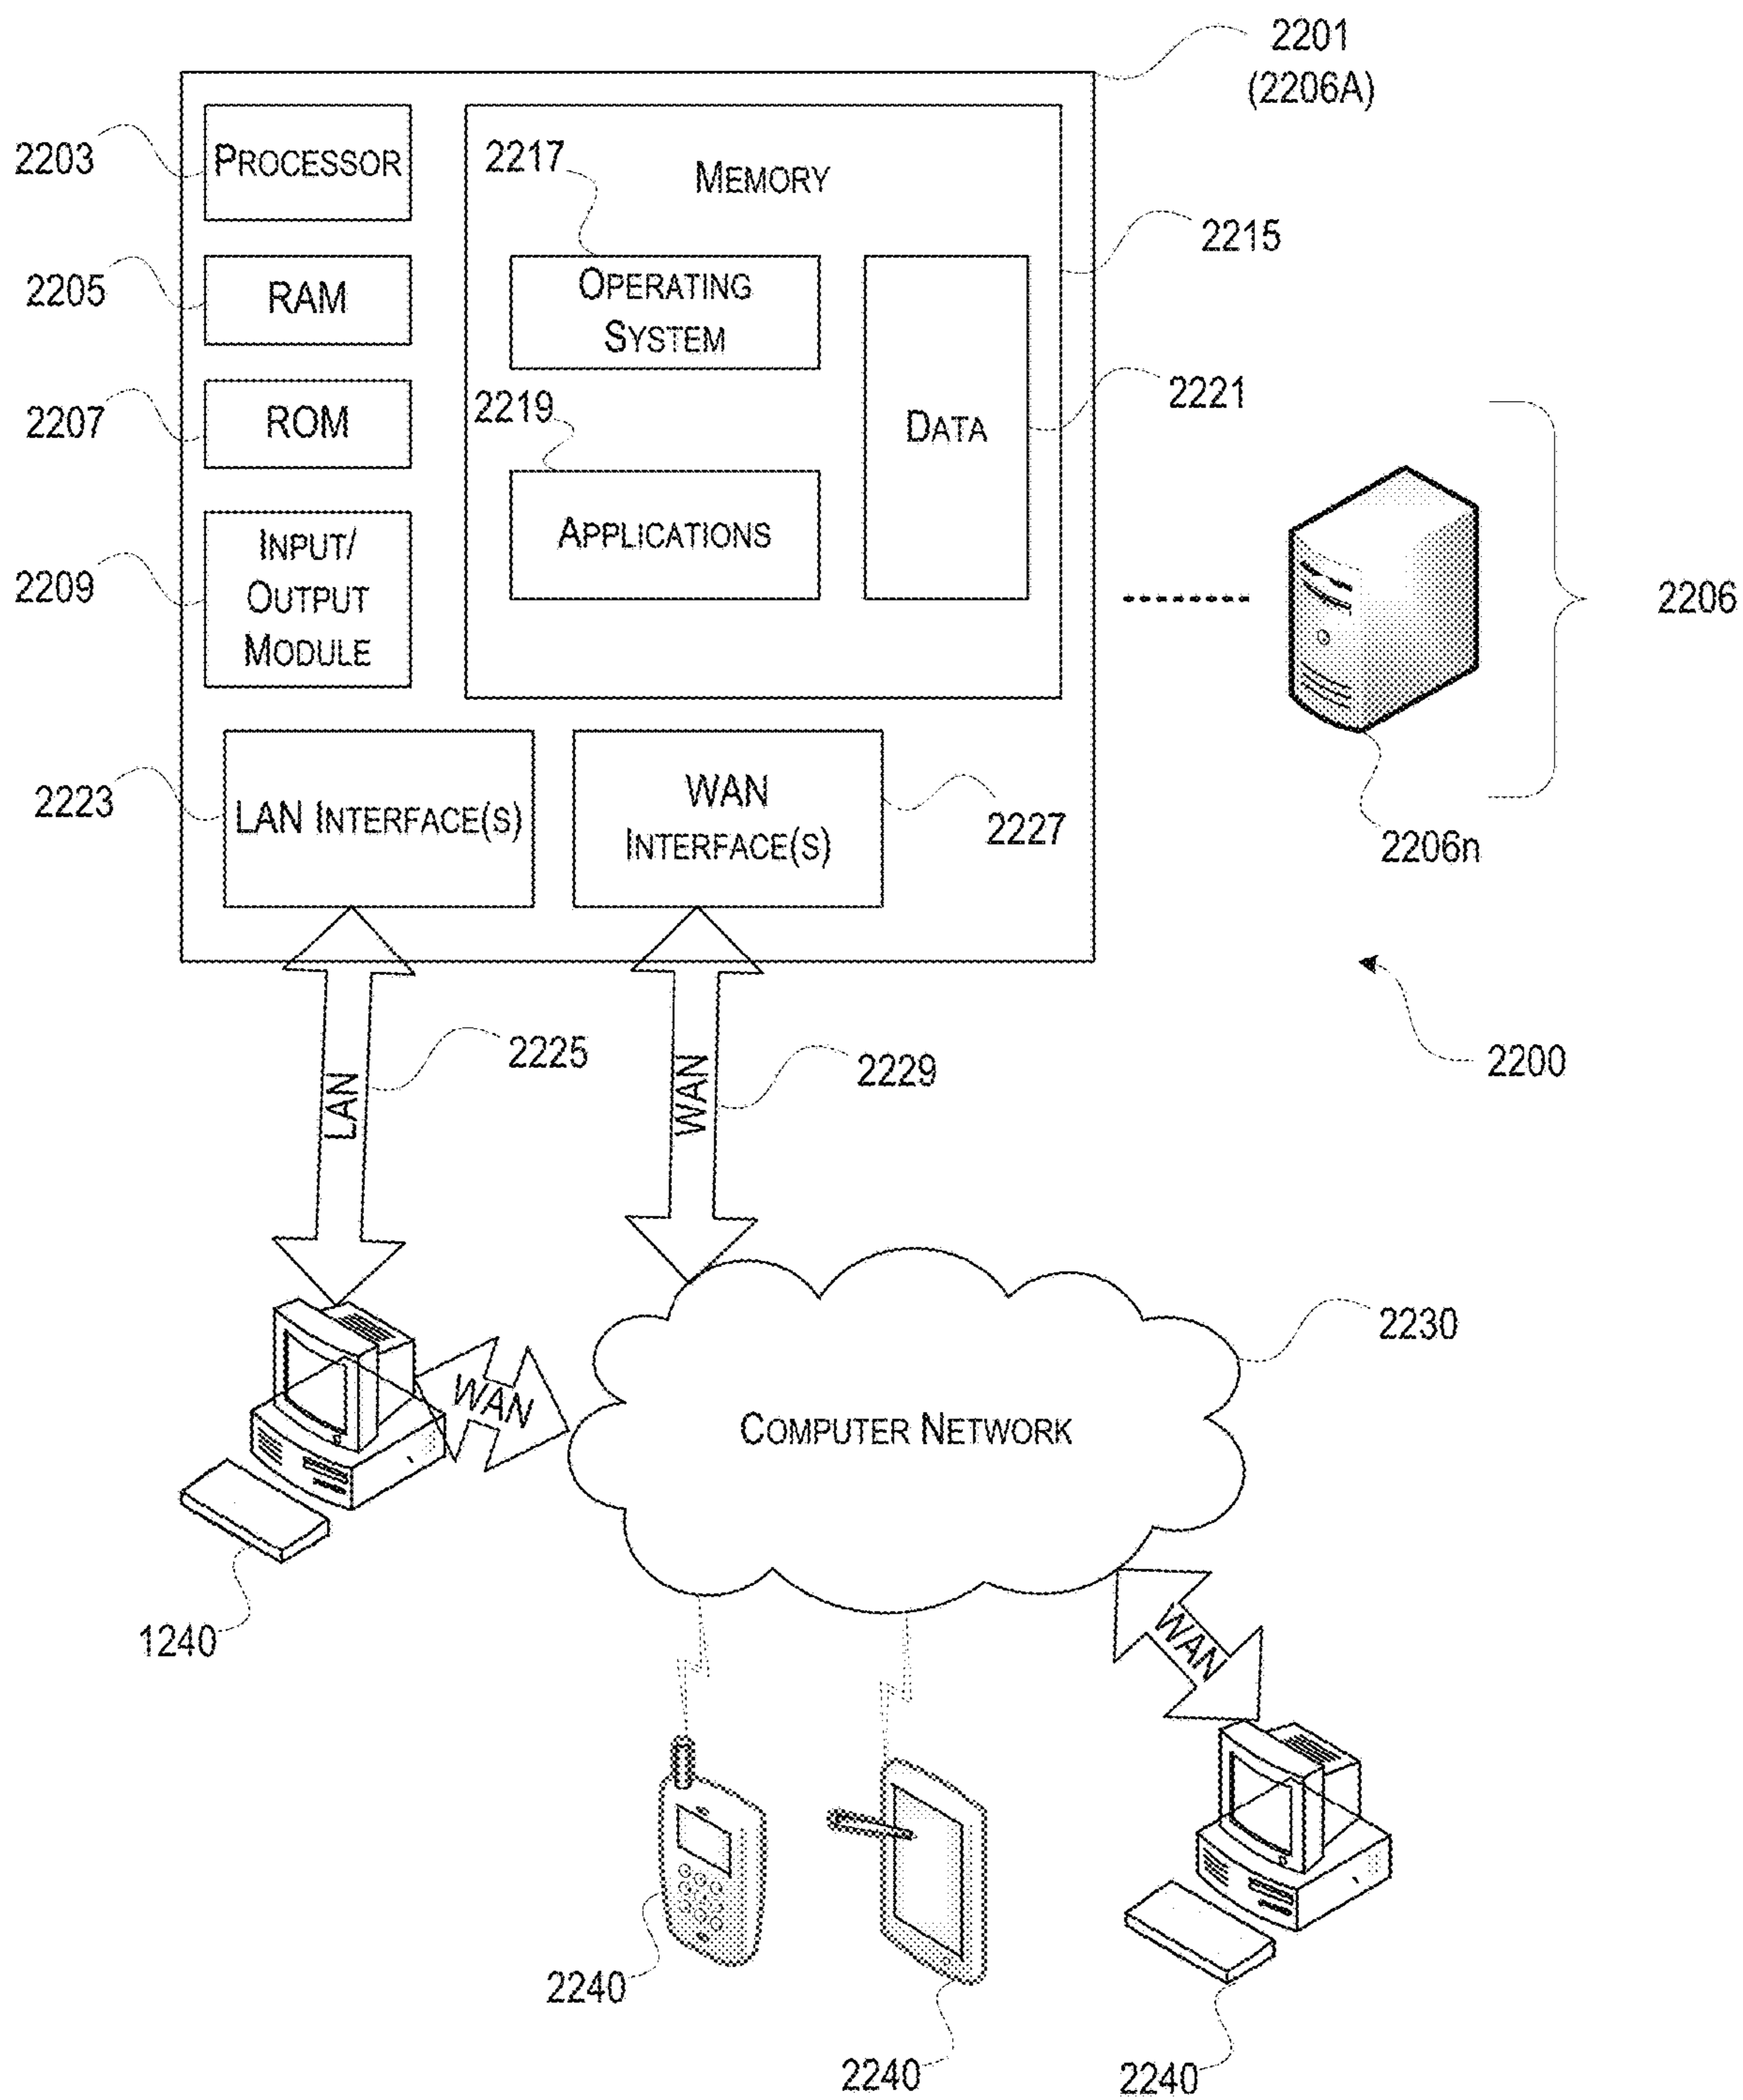 2201
(2206A)
2203
PROCESSOR
2217
MEMORY
2215
2205
RAM
OPERATING
SYSTEM
2207
ROM
2219
DATA
2221
2209
INPUT/
OUTPUT
MODULE
APPLICATIONS
2206
2223
LAN INTERFACE(S)
WAN
INTERFACE(S)
2227
2206n
2225
LAN
2229
WAN
2200
2230
WAN
COMPUTER NETWORK
1240
WAN
2240
2240
2240